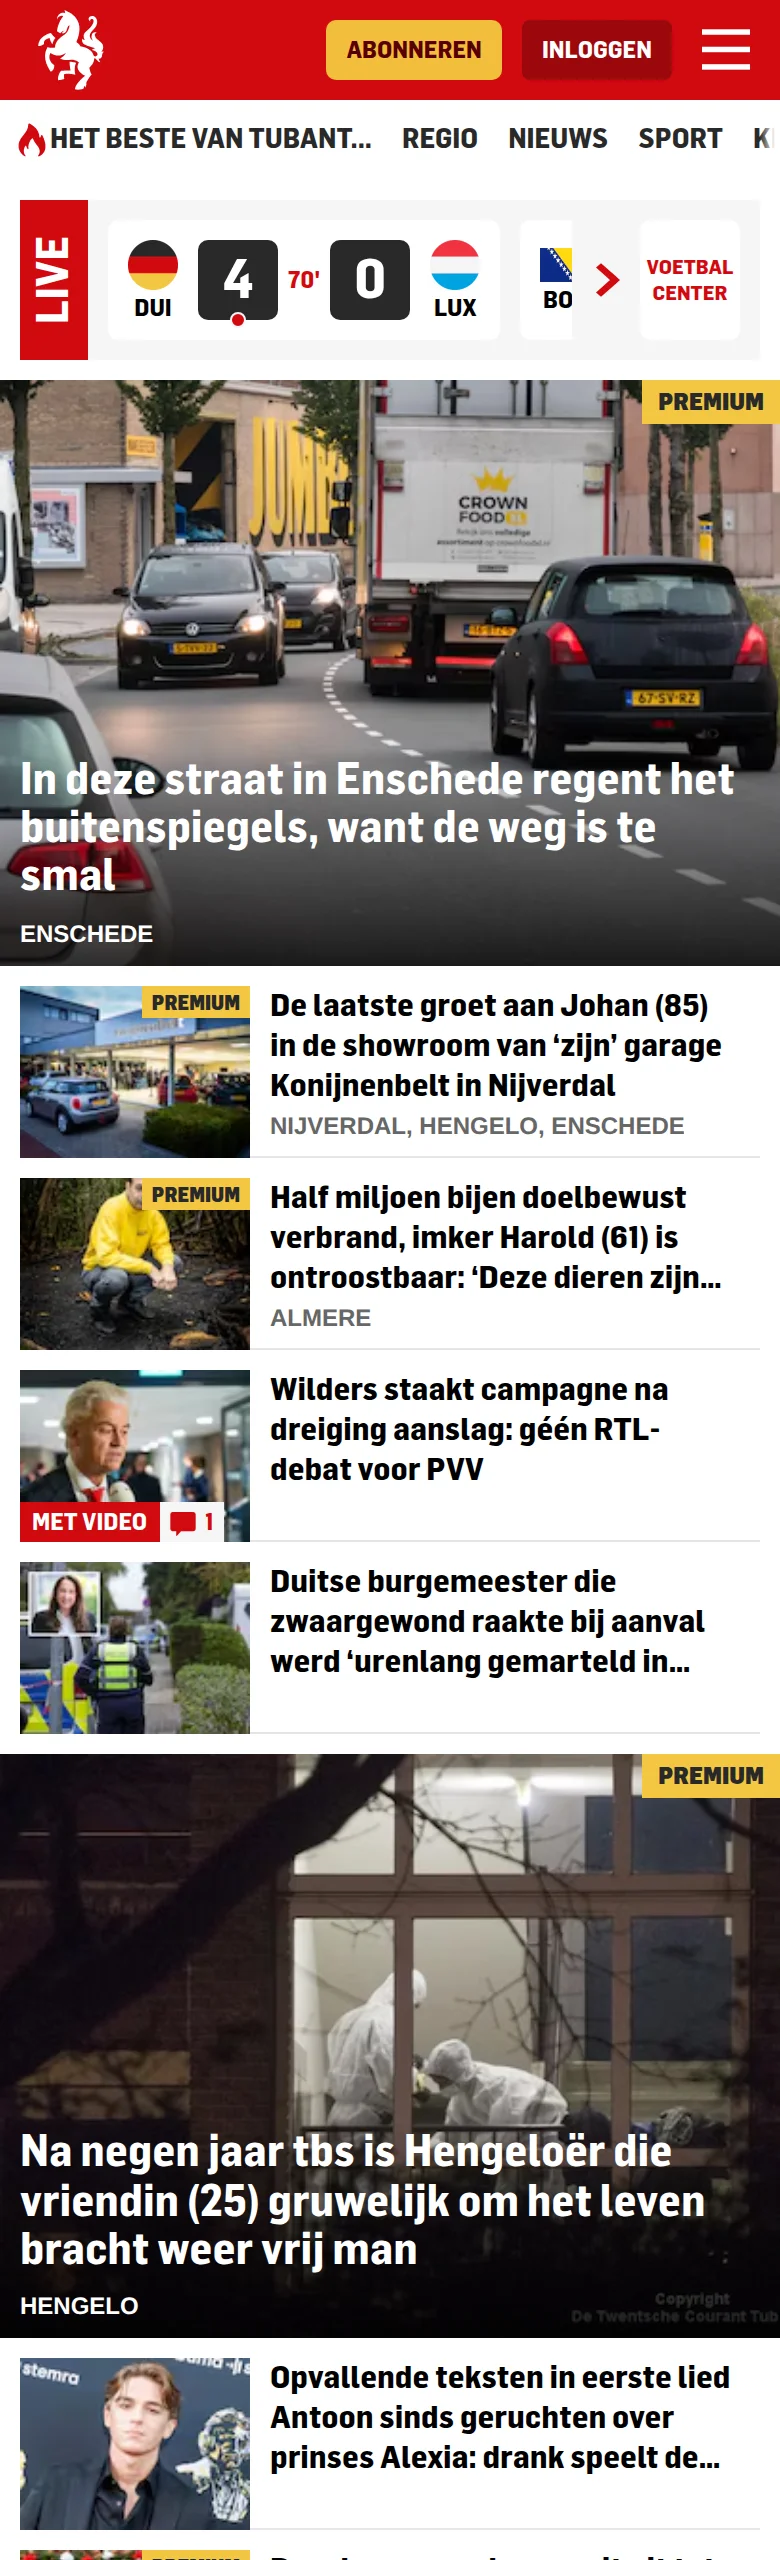 ABONNEREN
INLOGGEN
HET BESTE VAN TUBANT...
REGIO
NIEUWS
SPORT
LIVE
DUI
4
70'
0
LUX
BO
VOETBAL
CENTER
PREMIUM
JUMB
CROWN
FOOD XL
67-SV-RZ
In deze straat in Enschede regent het
buitenspiegels, want de weg is te
smal
ENSCHEDE
PREMIUM
De laatste groet aan Johan (85)
in de showroom van ‘zijn’ garage
Konijnenbelt in Nijverdal
NIJVERDAL, HENGELO, ENSCHEDE
PREMIUM
Half miljoen bijen doelbewust
verbrand, imker Harold (61) is
ontroostbaar: ‘Deze dieren zijn...
ALMERE
MET VIDEO
1
Wilders staakt campagne na
dreiging aanslag: géén RTL-
debat voor PVV
Duitse burgemeester die
zwaargewond raakte bij aanval
werd ‘urenlang gemarteld in...
PREMIUM
Na negen jaar tbs is Hengeloër die
vriendin (25) gruwelijk om het leven
bracht weer vrij man
HENGELO
Copyright
De Twentsche Courant Tub
stemra
Opvallende teksten in eerste lied
Antoon sinds geruchten over
prinses Alexia: drank speelt de...